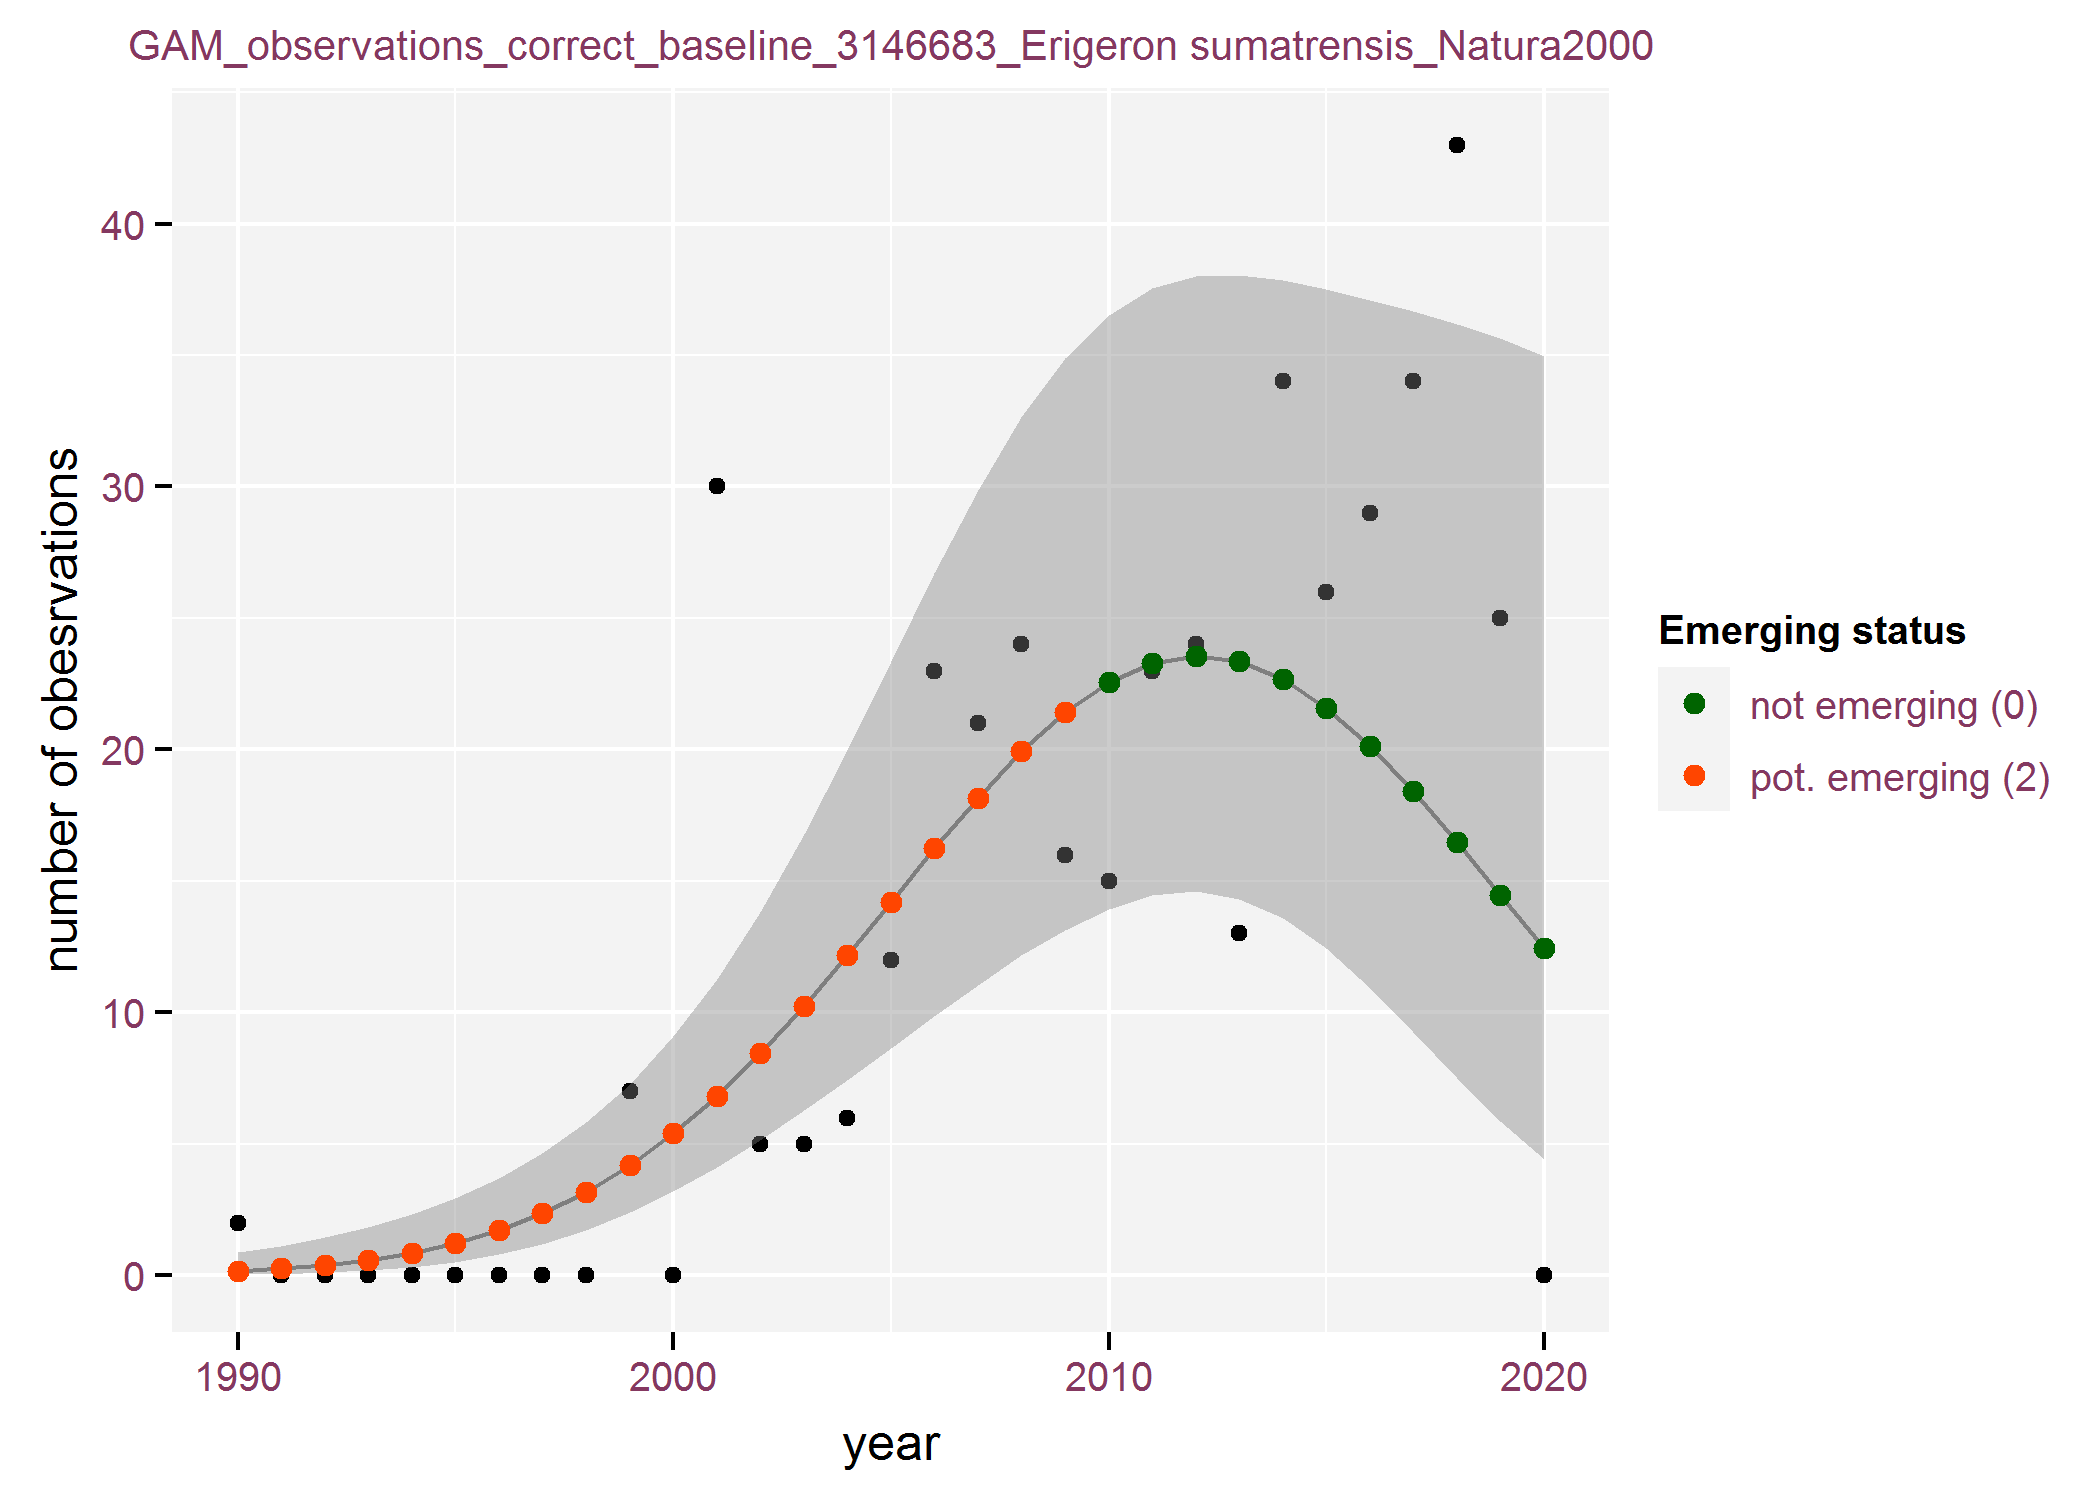 GAM_observations_correct_baseline_3146683_Erigeron sumatrensis_Natura2000
number of obesrvations
40
30
20
10
0
1990 2000 2010 2020
year
Emerging status
not emerging (0)
pot. emerging (2)